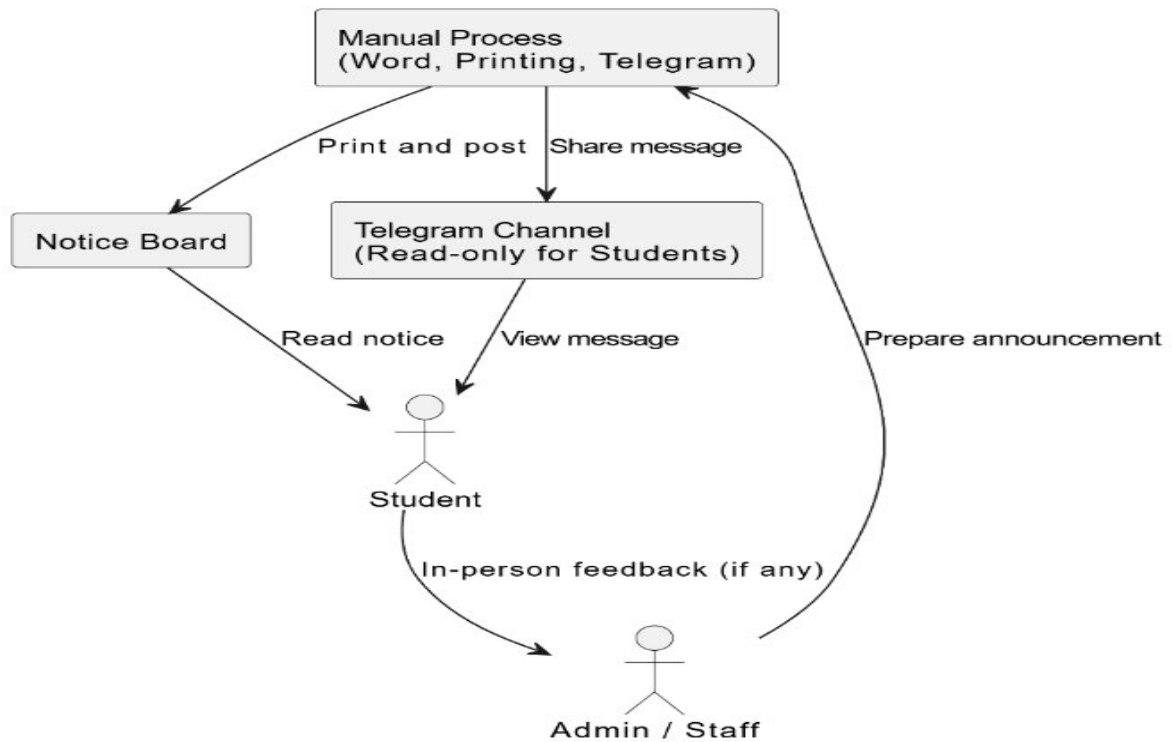 Manual Process
(Word, Printing, Telegram)
Print and post
Share message
Notice Board
Telegram Channel
(Read-only for Students)
Read notice
View message
Prepare announcement
Student
In-person feedback (if any)
Admin / Staff